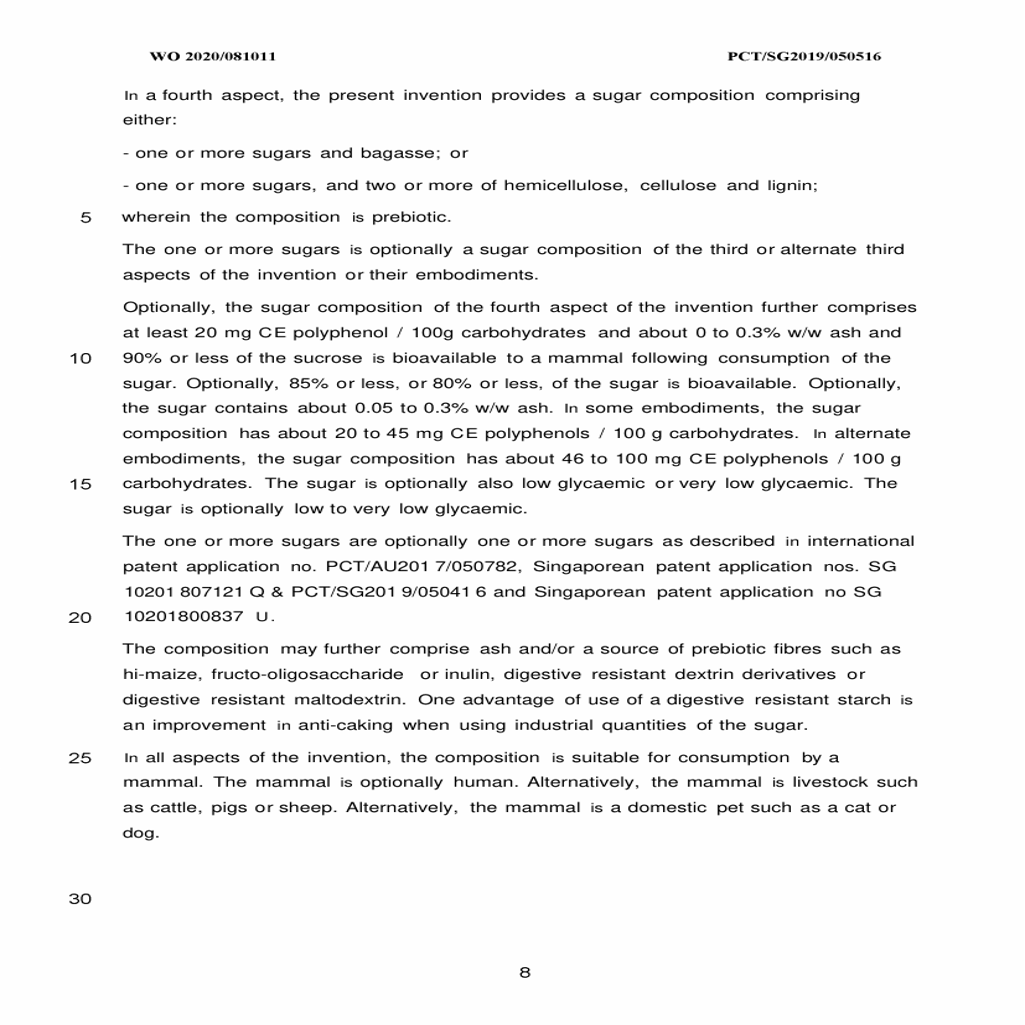 WO 2020/081011 PCT/SG2019/050516
In a fourth aspect, the present invention provides a sugar composition comprising
either:
- one or more sugars and bagasse; or
- one or more sugars, and two or more of hemicellulose, cellulose and lignin;
5 wherein the composition is prebiotic.
The one or more sugars is optionally a sugar composition of the third or alternate third
aspects of the invention or their embodiments.
Optionally, the sugar composition of the fourth aspect of the invention further comprises
at least 20 mg CE polyphenol / 100g carbohydrates and about 0 to 0.3% w/w ash and
10 90% or less of the sucrose is bioavailable to a mammal following consumption of the
sugar. Optionally, 85% or less, or 80% or less, of the sugar is bioavailable. Optionally,
the sugar contains about 0.05 to 0.3% w/w ash. In some embodiments, the sugar
composition has about 20 to 45 mg CE polyphenols / 100 g carbohydrates. In alternate
embodiments, the sugar composition has about 46 to 100 mg CE polyphenols / 100 g
15 carbohydrates. The sugar is optionally also low glycaemic or very low glycaemic. The
sugar is optionally low to very low glycaemic.
The one or more sugars are optionally one or more sugars as described in international
patent application no. PCT/AU201 7/050782, Singaporean patent application nos. SG
10201 807121 Q & PCT/SG201 9/05041 6 and Singaporean patent application no SG
20 10201800837 U.
The composition may further comprise ash and/or a source of prebiotic fibres such as
hi-maize, fructo-oligosaccharide or inulin, digestive resistant dextrin derivatives or
digestive resistant maltodextrin. One advantage of use of a digestive resistant starch is
an improvement in anti-caking when using industrial quantities of the sugar.
25 In all aspects of the invention, the composition is suitable for consumption by a
mammal. The mammal is optionally human. Alternatively, the mammal is livestock such
as cattle, pigs or sheep. Alternatively, the mammal is a domestic pet such as a cat or
dog.
30
8